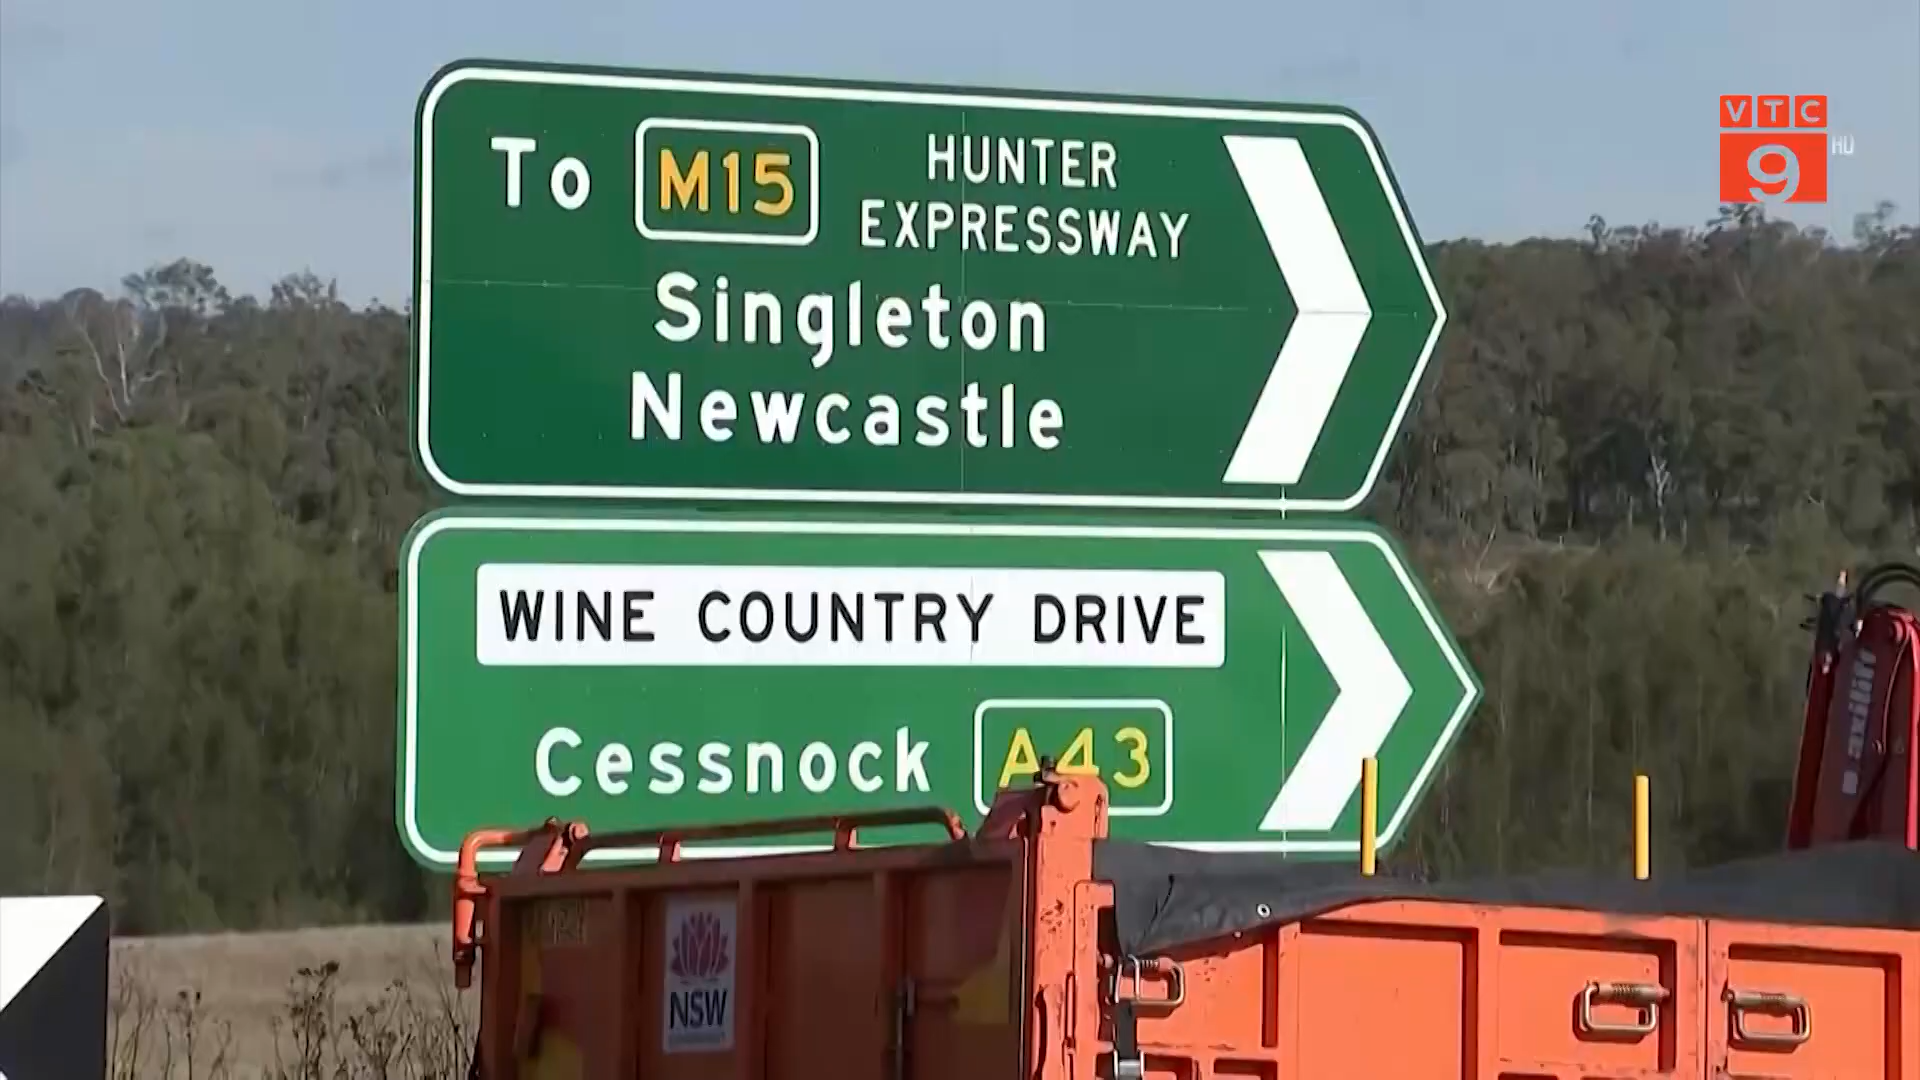 VTC
9
HD
To M15 HUNTER
EXPRESSWAY
Singleton
Newcastle
WINE COUNTRY DRIVE
Cessnock A43
NSW